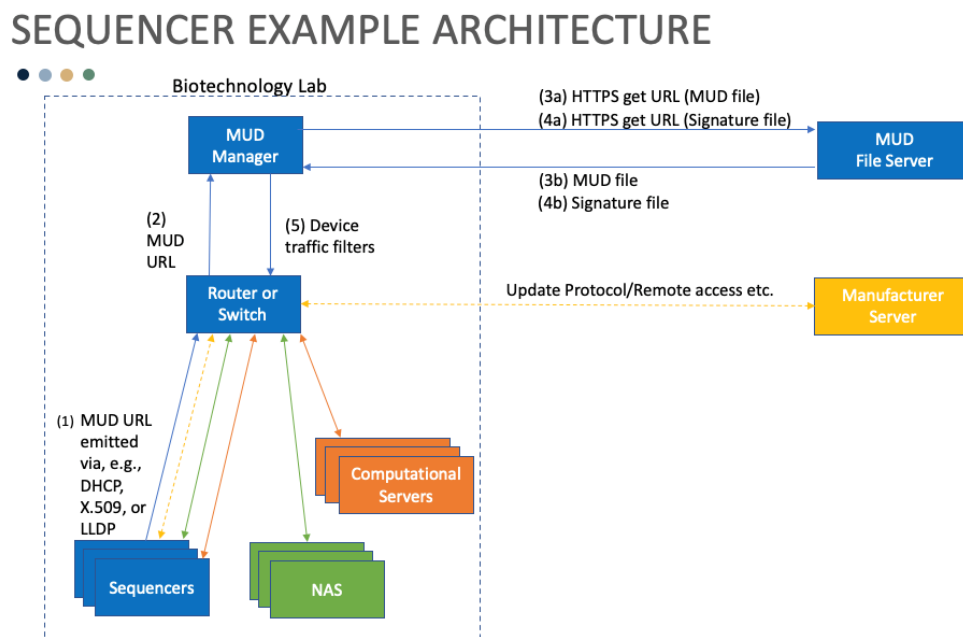 SEQUENCER EXAMPLE ARCHITECTURE
Biotechnology Lab
(3a) HTTPS get URL (MUD file)
(4a) HTTPS get URL (Signature file)
MUD
Manager
MUD
File Server
(3b) MUD file
(4b) Signature file
(2)
MUD
URL
(5) Device
traffic filters
Router or
Switch
Update Protocol/Remote access etc.
Manufacturer
Server
(1) MUD URL
emitted
via, e.g.,
DHCP,
X.509, or
LLDP
Computational
Servers
Sequencers
NAS